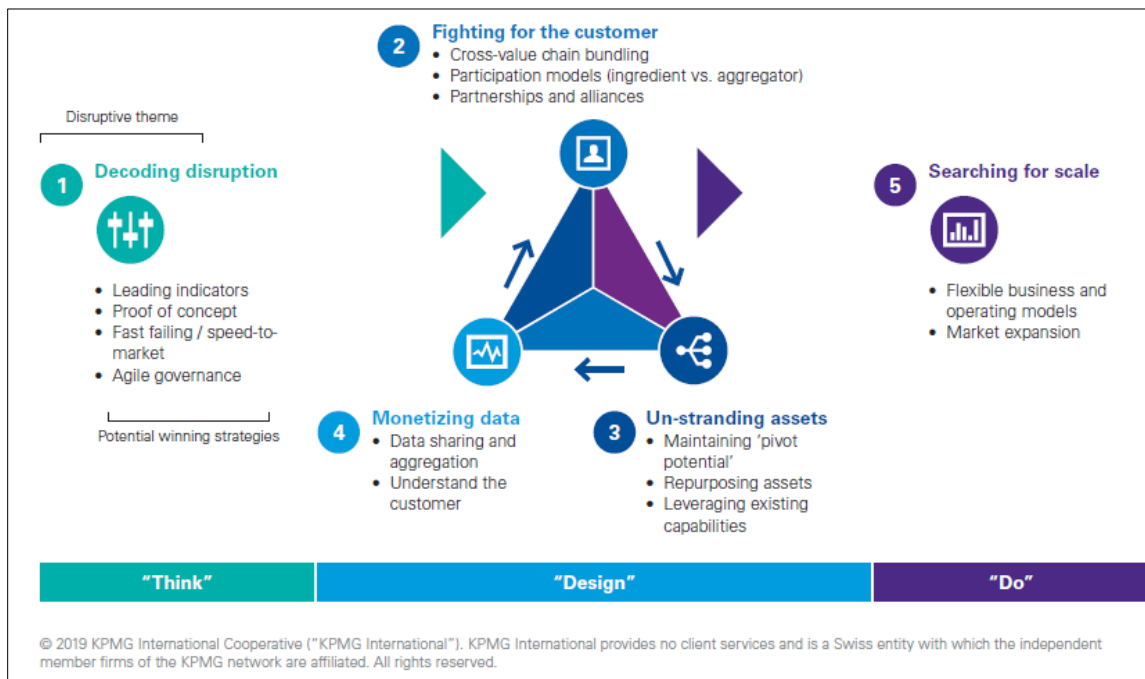 2
Fighting for the customer
• Cross-value chain bundling
• Participation models (ingredient vs. aggregator)
• Partnerships and alliances
Disruptive theme
1
Decoding disruption
• Leading indicators
• Proof of concept
• Fast failing / speed-to-
market
• Agile governance
Potential winning strategies
5
Searching for scale
• Flexible business and
operating models
• Market expansion
4
Monetizing data
• Data sharing and
aggregation
• Understand the
customer
3
Un-stranding assets
• Maintaining ‘pivot
potential’
• Repurposing assets
• Leveraging existing
capabilities
“Think”
“Design”
“Do”
© 2019 KPMG International Cooperative (“KPMG International”). KPMG International provides no client services and is a Swiss entity with which the independent
member firms of the KPMG network are affiliated. All rights reserved.